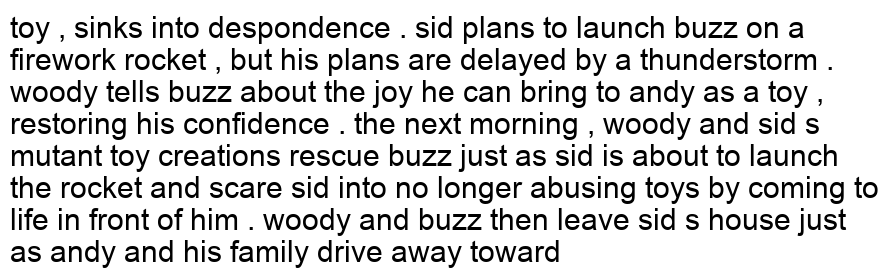 toy , sinks into despondence . sid plans to launch buzz on a
firework rocket , but his plans are delayed by a thunderstorm .
woody tells buzz about the joy he can bring to andy as a toy ,
restoring his confidence . the next morning , woody and sid s
mutant toy creations rescue buzz just as sid is about to launch
the rocket and scare sid into no longer abusing toys by coming to
life in front of him . woody and buzz then leave sid s house just
as andy and his family drive away toward